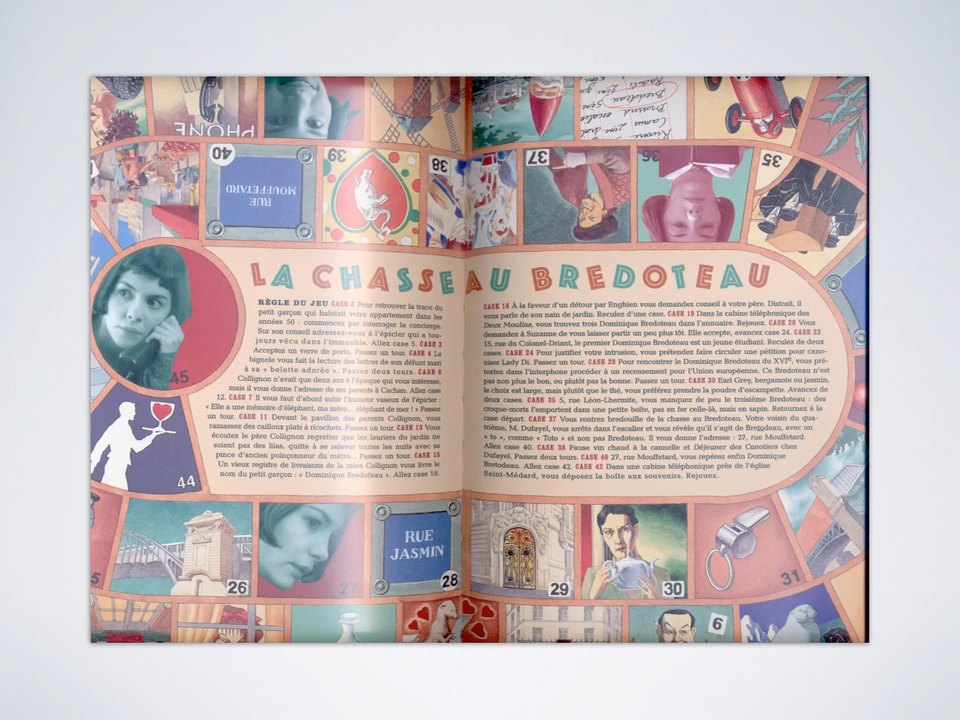 PHONE
40
39
38
37
36
35
RUE
MOUFFETARD
LA CHASSE AU BREDOTEAU
RÈGLE DU JEU CASE 2 Pour retrouver la trace du
petit garçon qui habitait votre appartement dans les
années 50 : commencez par interroger la concierge.
Sur son conseil adressez-vous à l'épicier qui a tou-
jours vécu dans l'immeuble. Allez case 5. CASE 3
Acceptez un verre de porto. Passez un tour. CASE 4 La
bignole vous fait la lecture des lettres de son défunt mari
à sa « belette adorée ». Passez deux tours. CASE 6
Collignon n'avait que deux ans à l'époque qui vous intéresse,
mais il vous donne l'adresse de ses parents à Cachan. Allez case
12. CASE 7 Il vous faut d'abord subir l'humour vaseux de l'épicier :
« Elle a une mémoire d'éléphant, ma mère... éléphant de mer ! » Passez
un tour. CASE 11 Devant le pavillon des parents Collignon, vous
ramassez des cailloux plats à ricochets. Passez un tour. CASE 13 Vous
écoutez le père Collignon regretter que les lauriers du jardin ne
soient pas des lilas, quitte à se relever toutes les nuits avec sa
pince d'ancien poinçonneur du métro... Passez un tour. CASE 15
Un vieux registre de livraisons de la mère Collignon vous livre le
nom du petit garçon : « Dominique Bredoteau ». Allez case 18.
CASE 16 À la faveur d'un détour par Enghien vous demandez conseil à votre père. Distrait, il
vous parle de son nain de jardin. Reculez d'une case. CASE 19 Dans la cabine téléphonique des
Deux Moulins, vous trouvez trois Dominique Bredoteau dans l'annuaire. Rejouez. CASE 20 Vous
demandez à Suzanne de vous laisser partir un peu plus tôt. Elle accepte, avancez case 24. CASE 23
15, rue du Colonel-Driant, le premier Dominique Bredoteau est un jeune étudiant. Reculez de deux
cases. CASE 24 Pour justifier votre intrusion, vous prétendez faire circuler une pétition pour cano-
niser Lady Di. Passez un tour. CASE 29 Pour rencontrer le Dominique Bredoteau du XVIe, vous pré-
textez dans l'interphone procéder à un recensement pour l'Union européenne. Ce Bredoteau n'est
pas non plus le bon, ou plutôt pas la bonne. Passez un tour. CASE 30 Earl Grey, bergamote ou jasmin,
le choix est large, mais plutôt que le thé, vous préférez prendre la poudre d'escampette. Avancez de
deux cases. CASE 35 5, rue Léon-Lhermite, vous manquez de peu le troisième Bredoteau : des
croque-morts l'emportent dans une petite boîte, pas en fer celle-là, mais en sapin. Retournez à la
case départ. CASE 37 Vous rentrez bredouille de la chasse au Bredoteau. Votre voisin du qua-
trième, M. Dufayel, vous arrête dans l'escalier et vous révèle qu'il s'agit de Bretodeau, avec un
« to », comme « Toto » et non pas Bredoteau. Il vous donne l'adresse : 27, rue Mouffetard.
Allez case 40. CASE 38 Pause vin chaud à la cannelle et Déjeuner des Canotiers chez
Dufayel. Passez deux tours. CASE 40 27, rue Mouffetard, vous repérez enfin Dominique
Bretodeau. Allez case 42. CASE 42 Dans une cabine téléphonique près de l'église
Saint-Médard, vous déposez la boîte aux souvenirs. Rejouez.
45
44
26
27
RUE
JASMIN
28
29
30
31
6